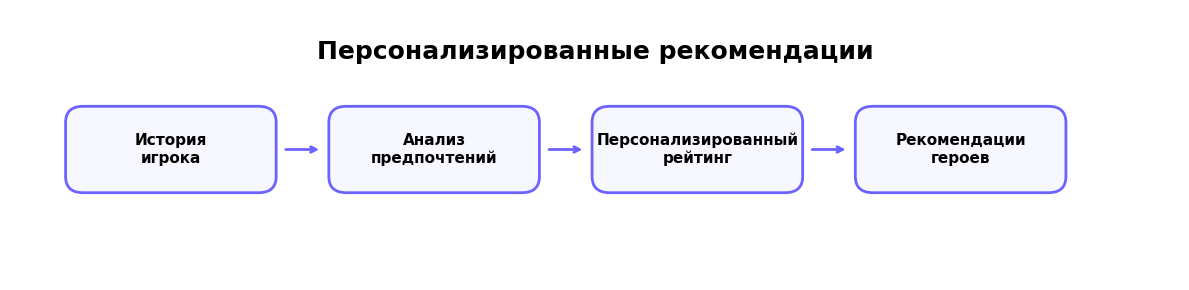 Персонализированные рекомендации
История
игрока
Анализ
предпочтений
Персонализированный
рейтинг
Рекомендации
героев